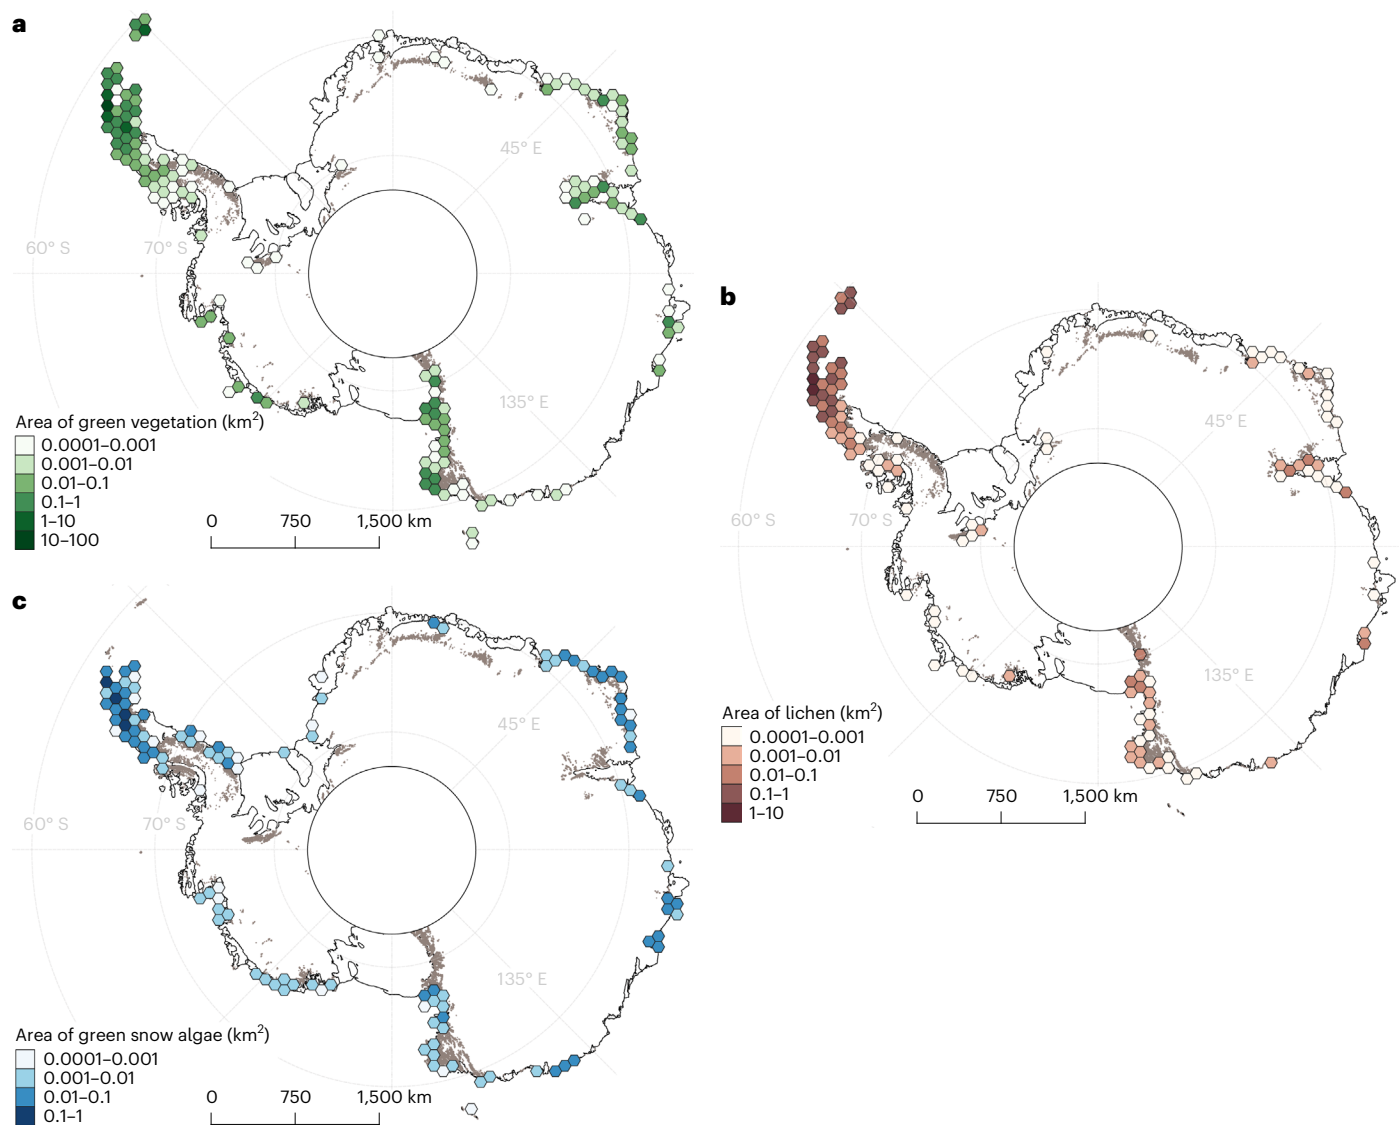 a
45° E
60° S
70° S
135° E
Area of green vegetation (km²)
0.0001–0.001
0.001–0.01
0.01–0.1
0.1–1
1–10
10–100
0 750 1,500 km
b
45° E
60° S
70° S
135° E
Area of lichen (km²)
0.0001–0.001
0.001–0.01
0.01–0.1
0.1–1
1–10
0 750 1,500 km
c
45° E
60° S
70° S
135° E
Area of green snow algae (km²)
0.0001–0.001
0.001–0.01
0.01–0.1
0.1–1
0 750 1,500 km